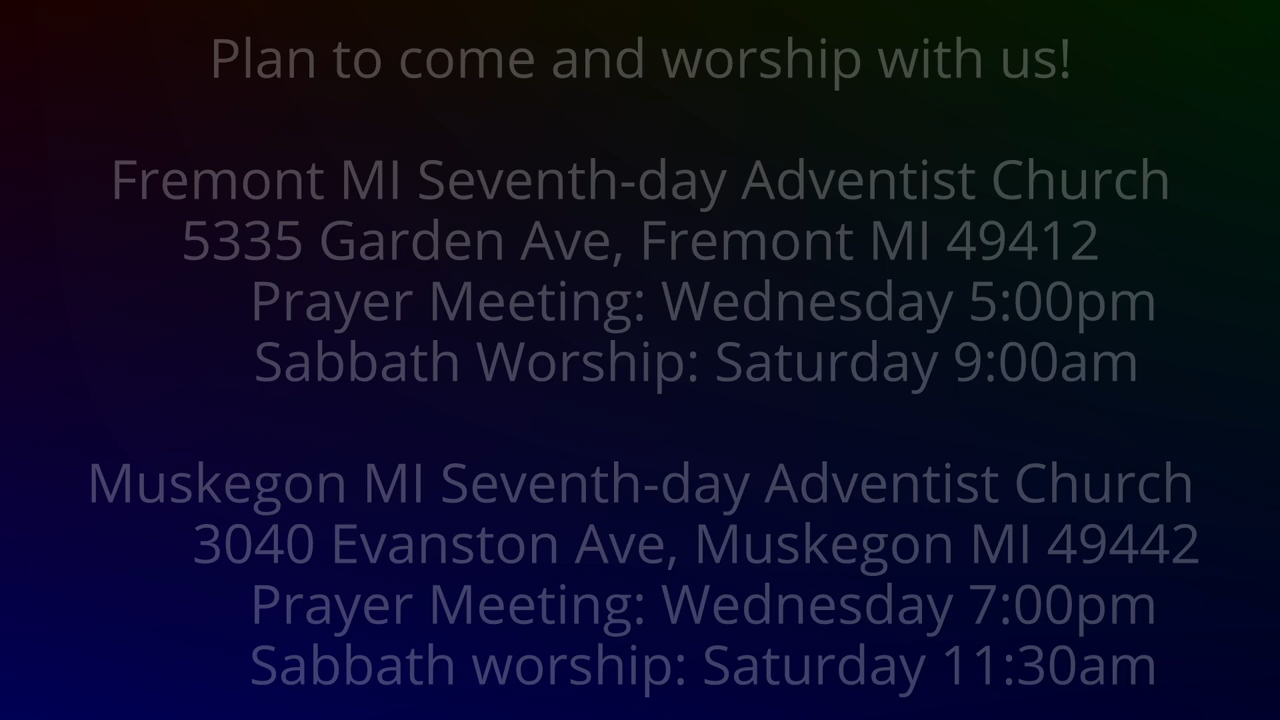 Plan to come and worship with us!
Fremont MI Seventh-day Adventist Church
5335 Garden Ave, Fremont MI 49412
Prayer Meeting: Wednesday 5:00pm
Sabbath Worship: Saturday 9:00am
Muskegon MI Seventh-day Adventist Church
3040 Evanston Ave, Muskegon MI 49442
Prayer Meeting: Wednesday 7:00pm
Sabbath worship: Saturday 11:30am